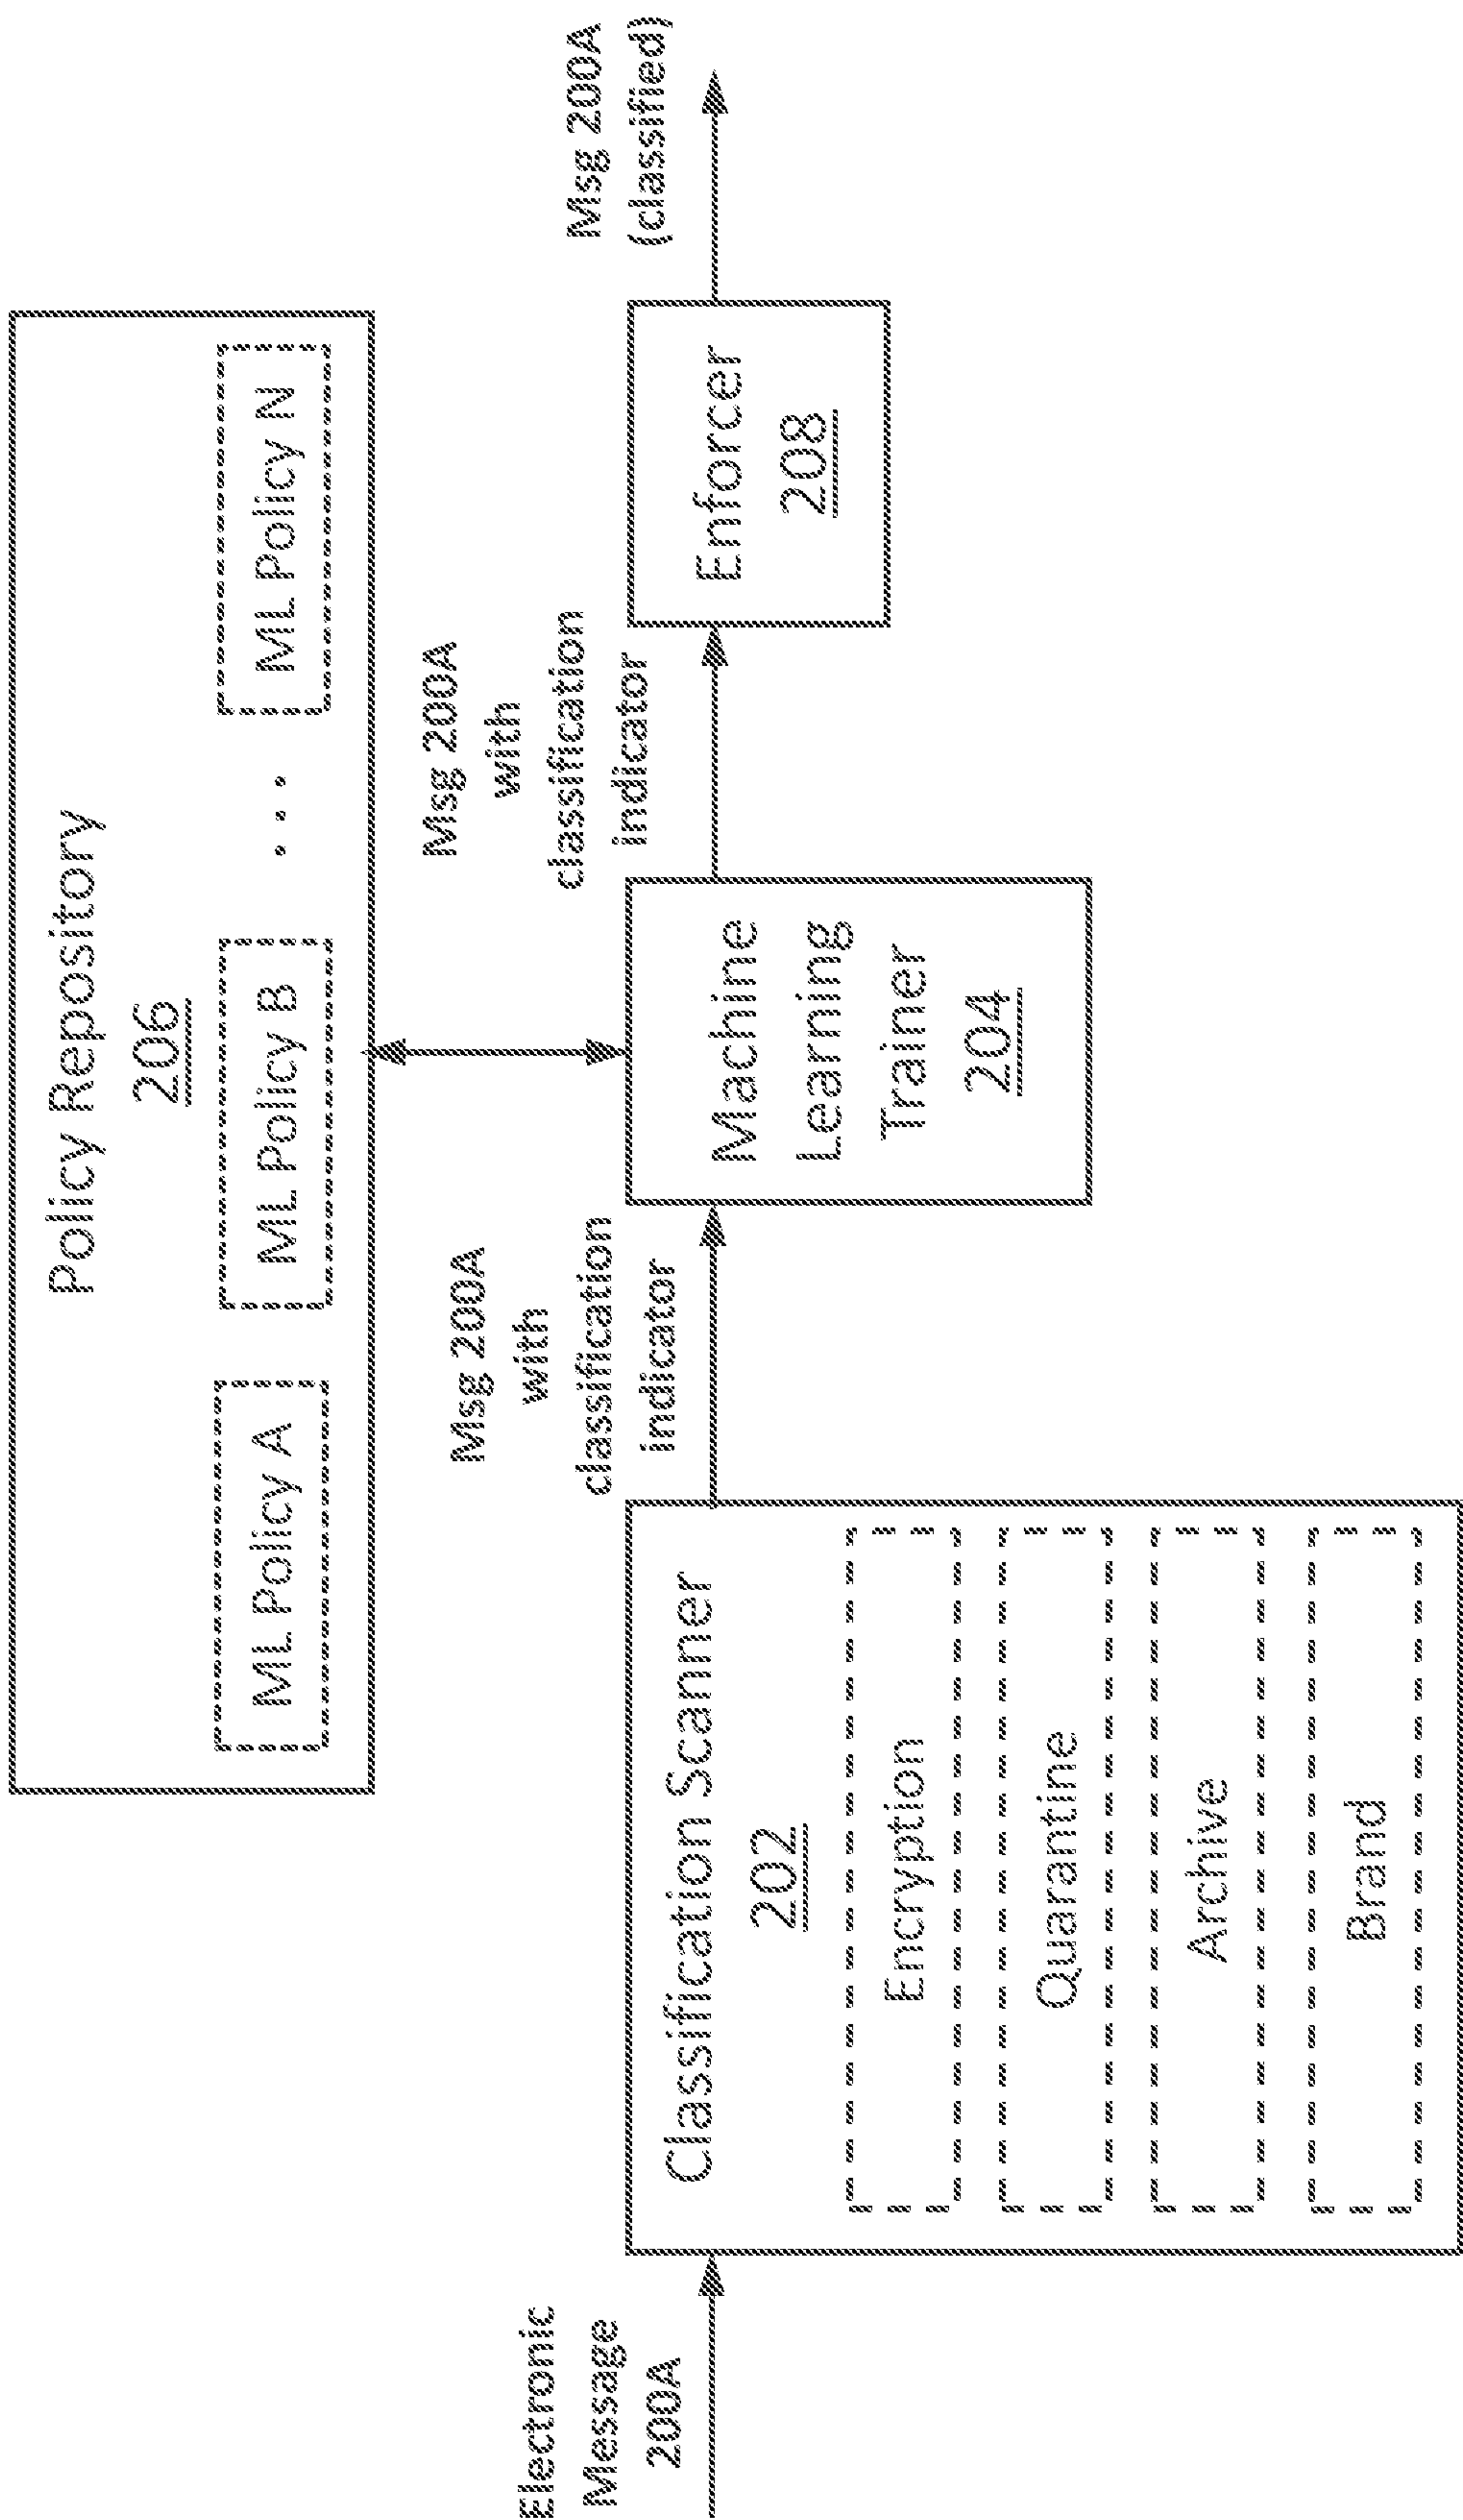 Policy Repository
206
ML Policy A
ML Policy B
. . .
ML Policy N
Electronic
Message
200A
Classification Scanner
202
Encryption
Quarantine
Archive
Brand
Msg 200A
with
classification
indicator
Machine
Learning
Trainer
204
Msg 200A
with
classification
indicator
Enforcer
208
Msg 200A
(classified)